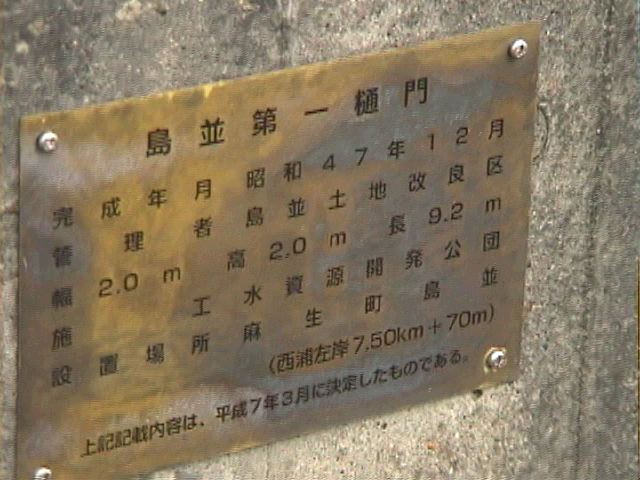 島並第一樋門
完成年月 昭和47年12月
管理者 島並土地改良区
幅2.0m 高2.0m 長9.2m
施工 水資源開発公団
設置場所 麻生町島並
(西浦左岸7.50km+70m)
上記記載内容は、平成7年3月に決定したものである。